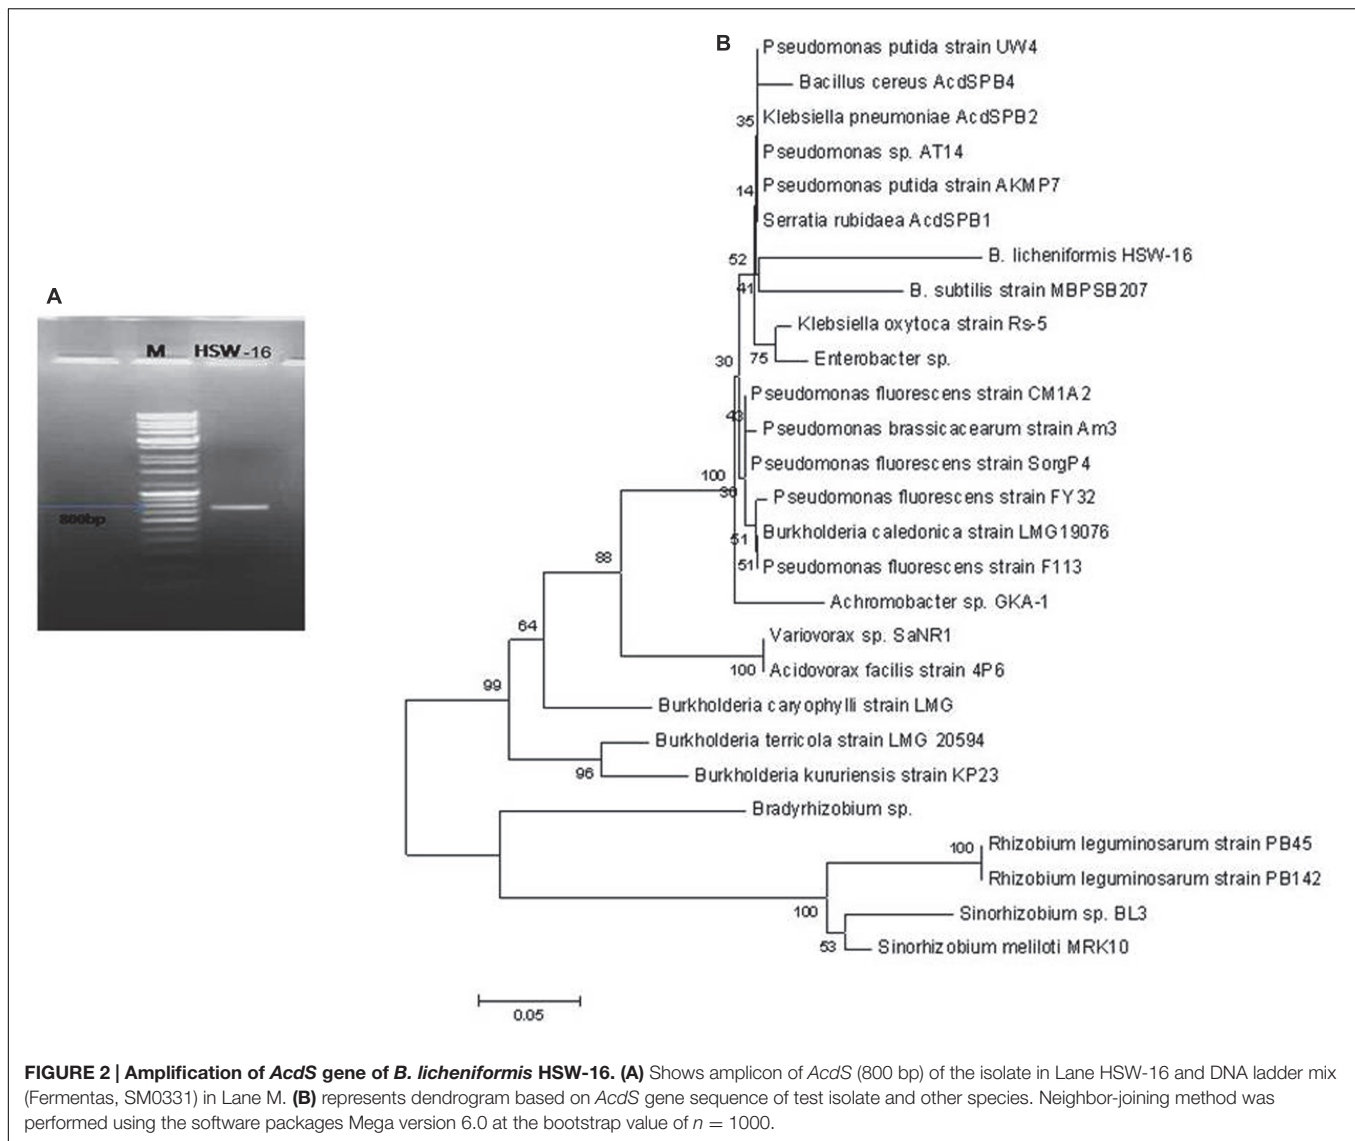 A
M HSW-16
800bp
B
Pseudomonas putida strain UW4
Bacillus cereus AcdSPB4
35
Klebsiella pneumoniae AcdSPB2
Pseudomonas sp. AT14
14
Pseudomonas putida strain AKMP7
Serratia rubidaea AcdSPB1
52
B. licheniformis HSW-16
41
B. subtilis strain MBPSB207
Klebsiella oxytoca strain Rs-5
30
75
Enterobacter sp.
Pseudomonas fluorescens strain CM1A2
43
Pseudomonas brassicacearum strain Am3
Pseudomonas fluorescens strain SorgP4
100
36
Pseudomonas fluorescens strain FY32
Burkholderia caledonica strain LMG19076
51
51
Pseudomonas fluorescens strain F113
88
Achromobacter sp. GKA-1
64
Variovorax sp. SaNR1
100
Acidovorax facilis strain 4P6
99
Burkholderia caryophylli strain LMG
Burkholderia terricola strain LMG 20594
96
Burkholderia kururiensis strain KP23
Bradyrhizobium sp.
100
Rhizobium leguminosarum strain PB45
Rhizobium leguminosarum strain PB142
100
Sinorhizobium sp. BL3
53
Sinorhizobium meliloti MRK10
0.05
FIGURE 2 | Amplification of AcdS gene of B. licheniformis HSW-16. (A) Shows amplicon of AcdS (800 bp) of the isolate in Lane HSW-16 and DNA ladder mix
(Fermentas, SM0331) in Lane M. (B) represents dendrogram based on AcdS gene sequence of test isolate and other species. Neighbor-joining method was
performed using the software packages Mega version 6.0 at the bootstrap value of n = 1000.